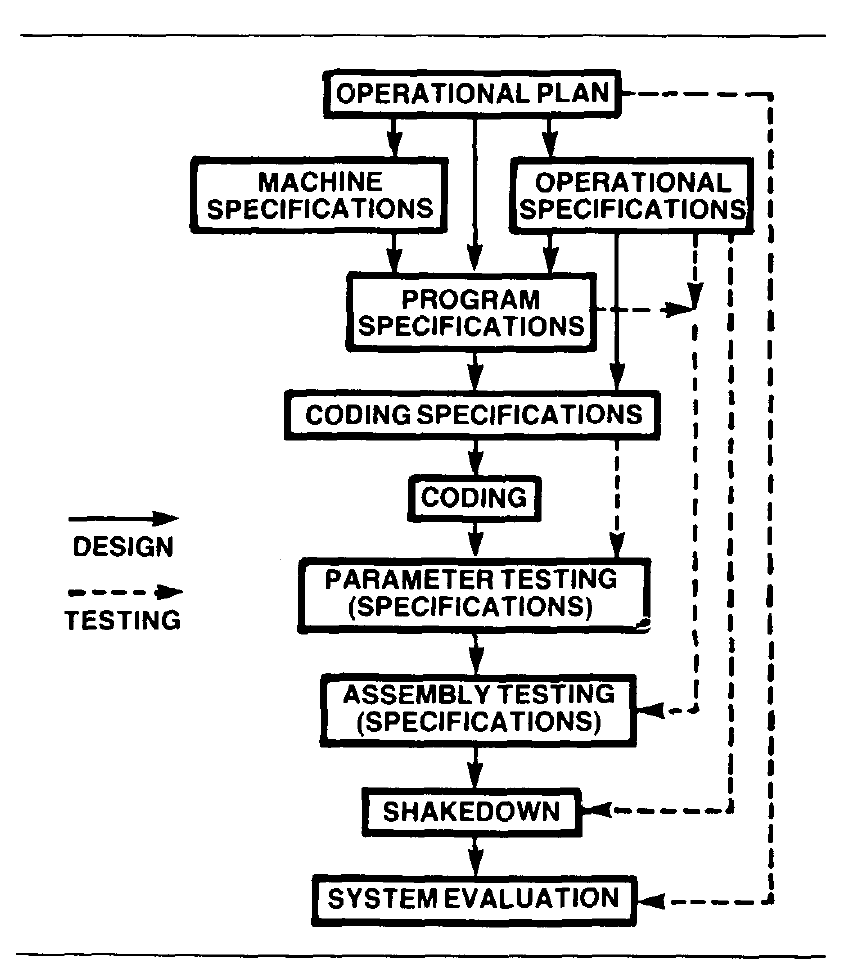 OPERATIONAL PLAN
MACHINE
SPECIFICATIONS
OPERATIONAL
SPECIFICATIONS
PROGRAM
SPECIFICATIONS
CODING SPECIFICATIONS
CODING
DESIGN
TESTING
PARAMETER TESTING
(SPECIFICATIONS)
ASSEMBLY TESTING
(SPECIFICATIONS)
SHAKEDOWN
SYSTEM EVALUATION